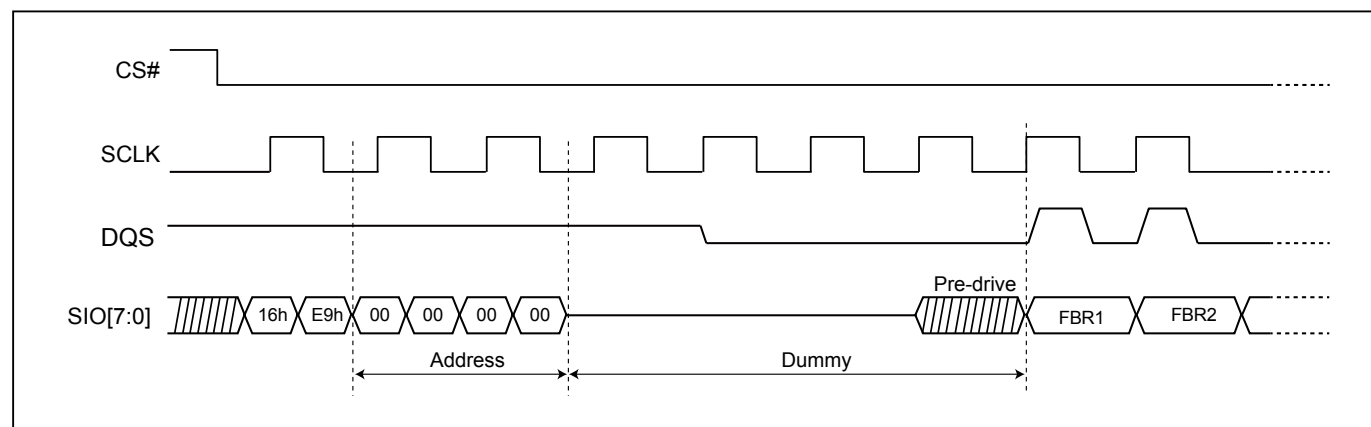 CS#
SCLK
DQS
Pre-drive
SIO[7:0] 16h E9h 00 00 00 00 FBR1 FBR2
Address Dummy